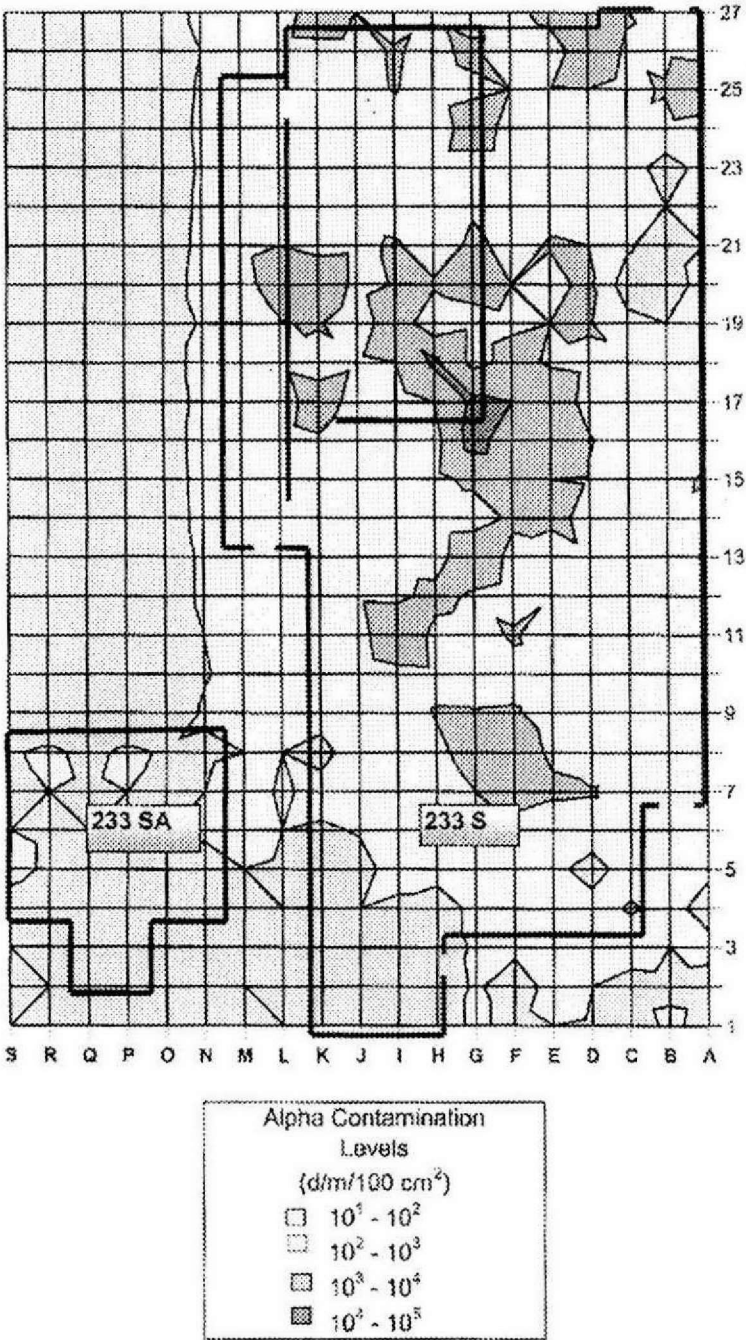 27
25
23
21
19
17
15
13
11
9
7
5
3
1
233 SA
233 S
S R Q P O N M L K J I H G F E D C B A
Alpha Contamination
Levels
(d/m/100 cm²)
10¹ - 10²
10² - 10³
10³ - 10⁴
10⁴ - 10⁵